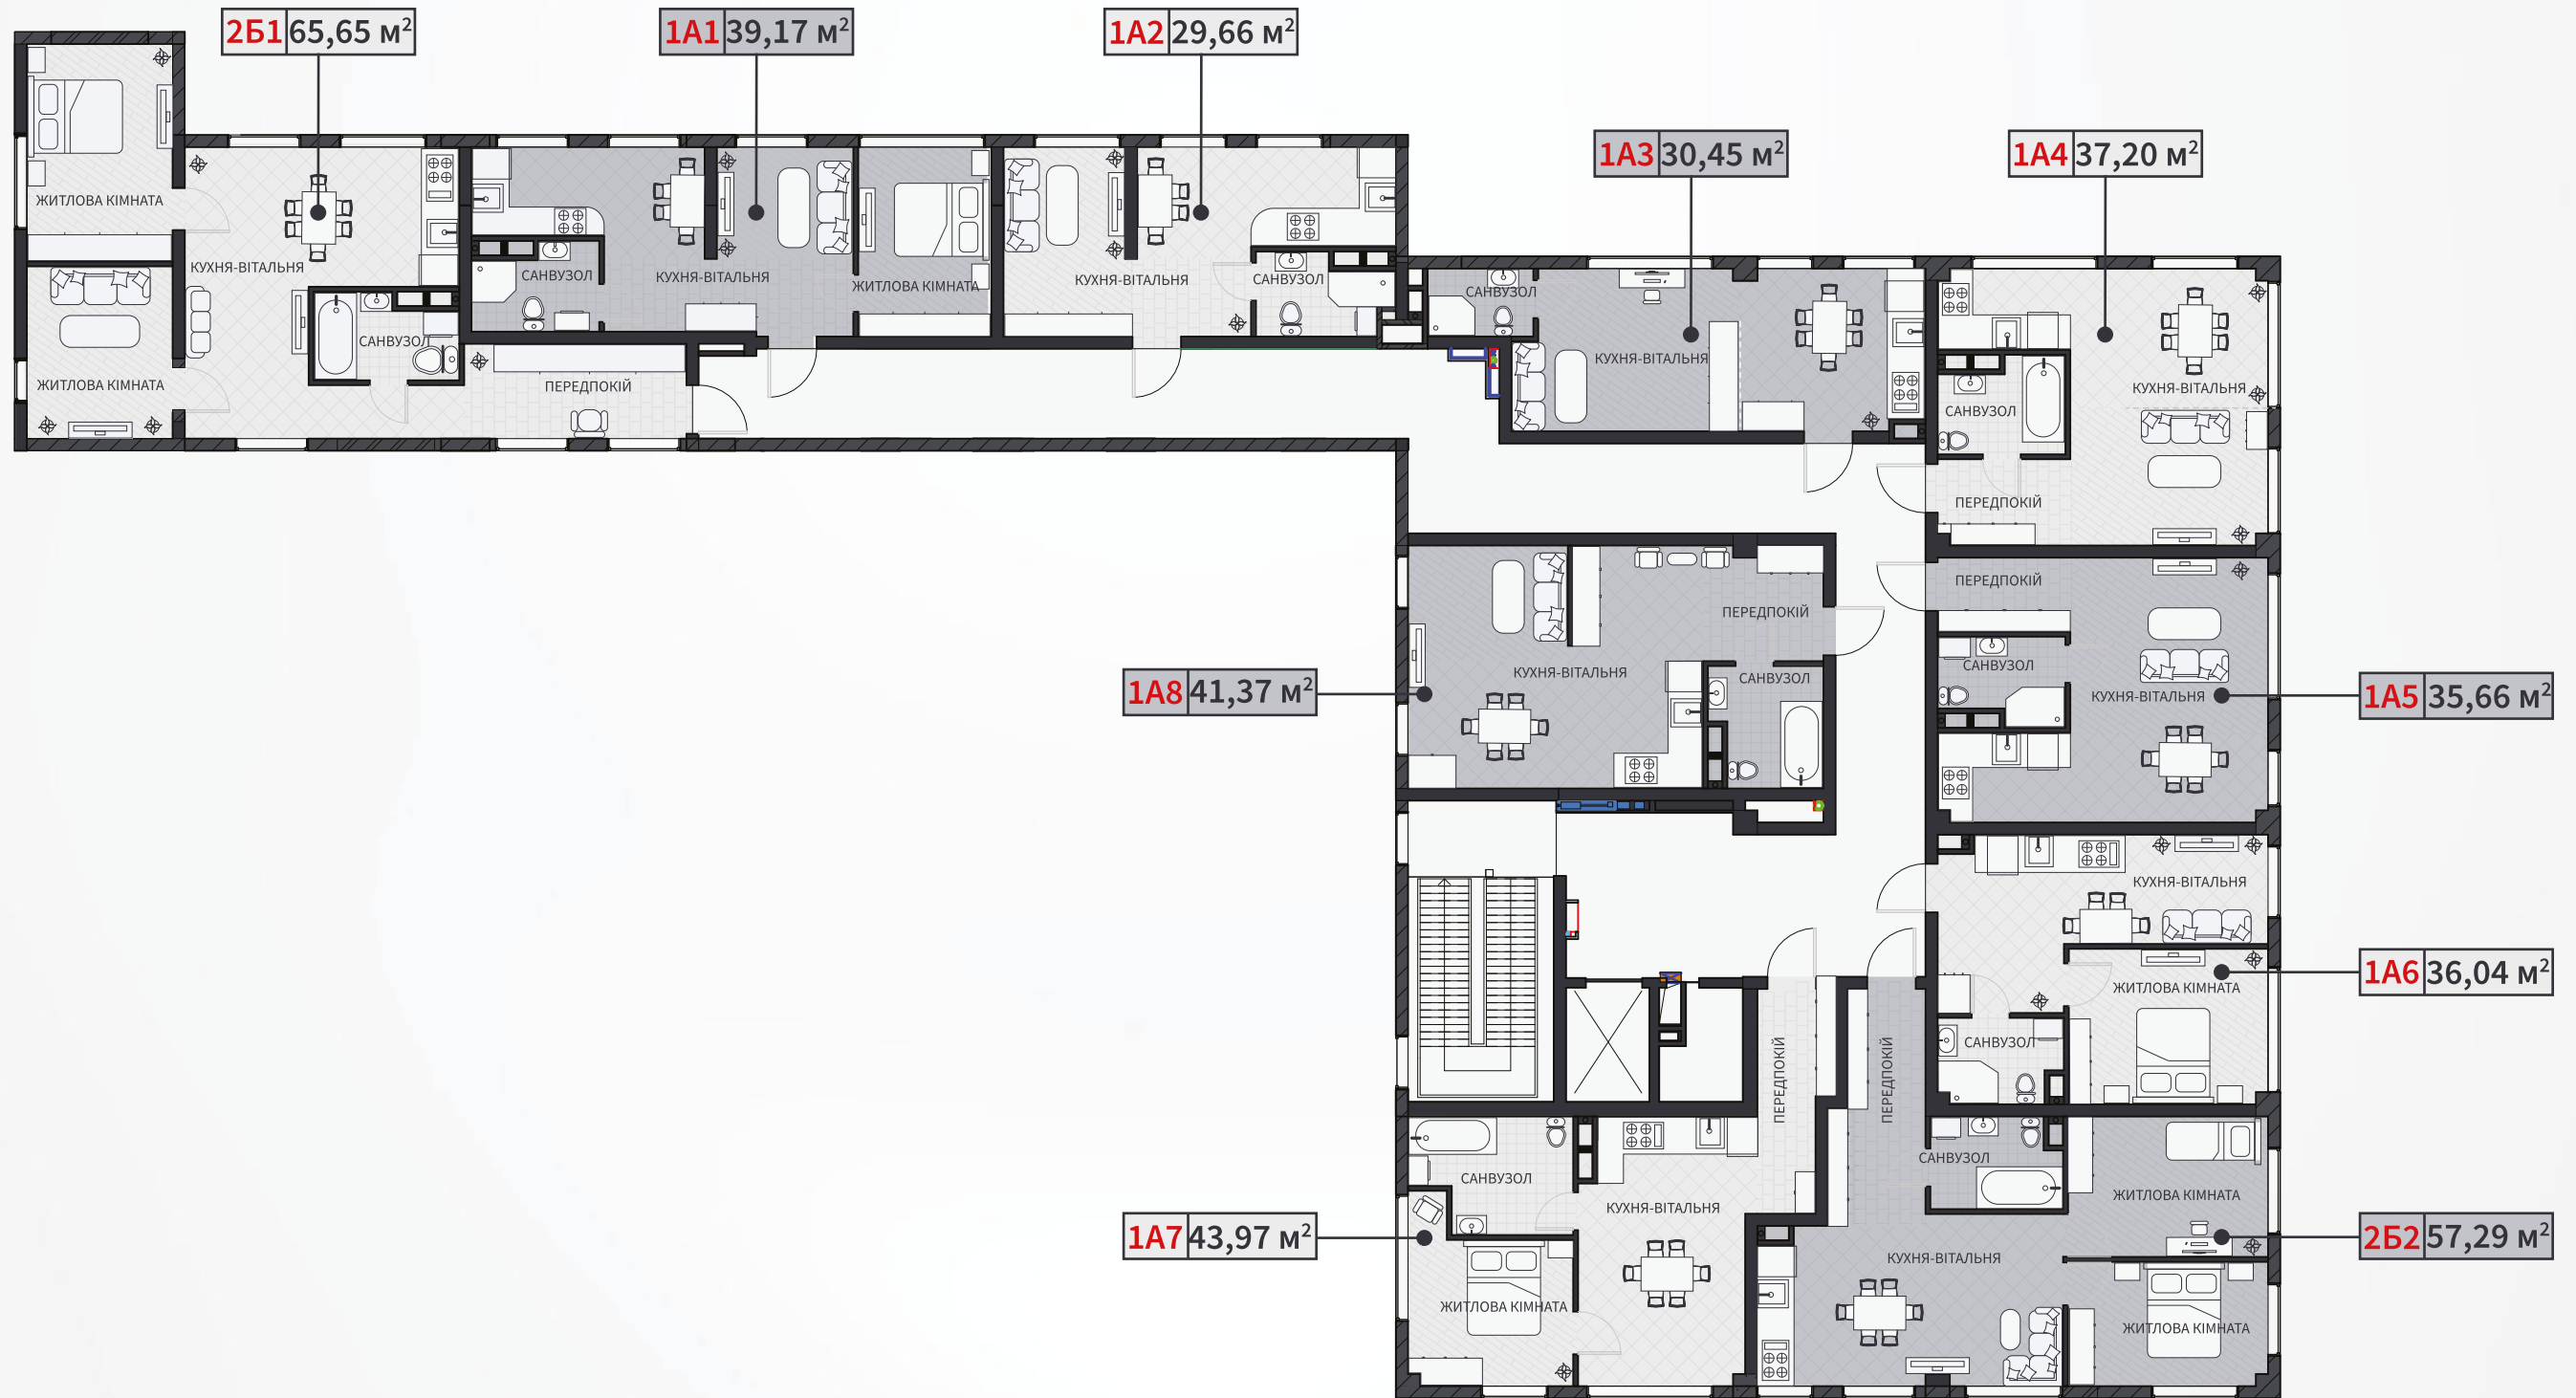 2Б1 65,65 м²
1А1 39,17 м²
1А2 29,66 м²
1А3 30,45 м²
1А4 37,20 м²
ЖИТЛОВА КІМНАТА
КУХНЯ-ВІТАЛЬНЯ
САНВУЗОЛ
ЖИТЛОВА КІМНАТА
ПЕРЕДПОКІЙ
САНВУЗОЛ
КУХНЯ-ВІТАЛЬНЯ
ЖИТЛОВА КІМНАТА
КУХНЯ-ВІТАЛЬНЯ
САНВУЗОЛ
САНВУЗОЛ
КУХНЯ-ВІТАЛЬНЯ
КУХНЯ-ВІТАЛЬНЯ
САНВУЗОЛ
ПЕРЕДПОКІЙ
ПЕРЕДПОКІЙ
САНВУЗОЛ
КУХНЯ-ВІТАЛЬНЯ
1А5 35,66 м²
ПЕРЕДПОКІЙ
КУХНЯ-ВІТАЛЬНЯ
САНВУЗОЛ
1А8 41,37 м²
КУХНЯ-ВІТАЛЬНЯ
ЖИТЛОВА КІМНАТА
САНВУЗОЛ
1А6 36,04 м²
ПЕРЕДПОКІЙ
ПЕРЕДПОКІЙ
САНВУЗОЛ
КУХНЯ-ВІТАЛЬНЯ
ЖИТЛОВА КІМНАТА
1А7 43,97 м²
САНВУЗОЛ
ЖИТЛОВА КІМНАТА
КУХНЯ-ВІТАЛЬНЯ
ЖИТЛОВА КІМНАТА
2Б2 57,29 м²